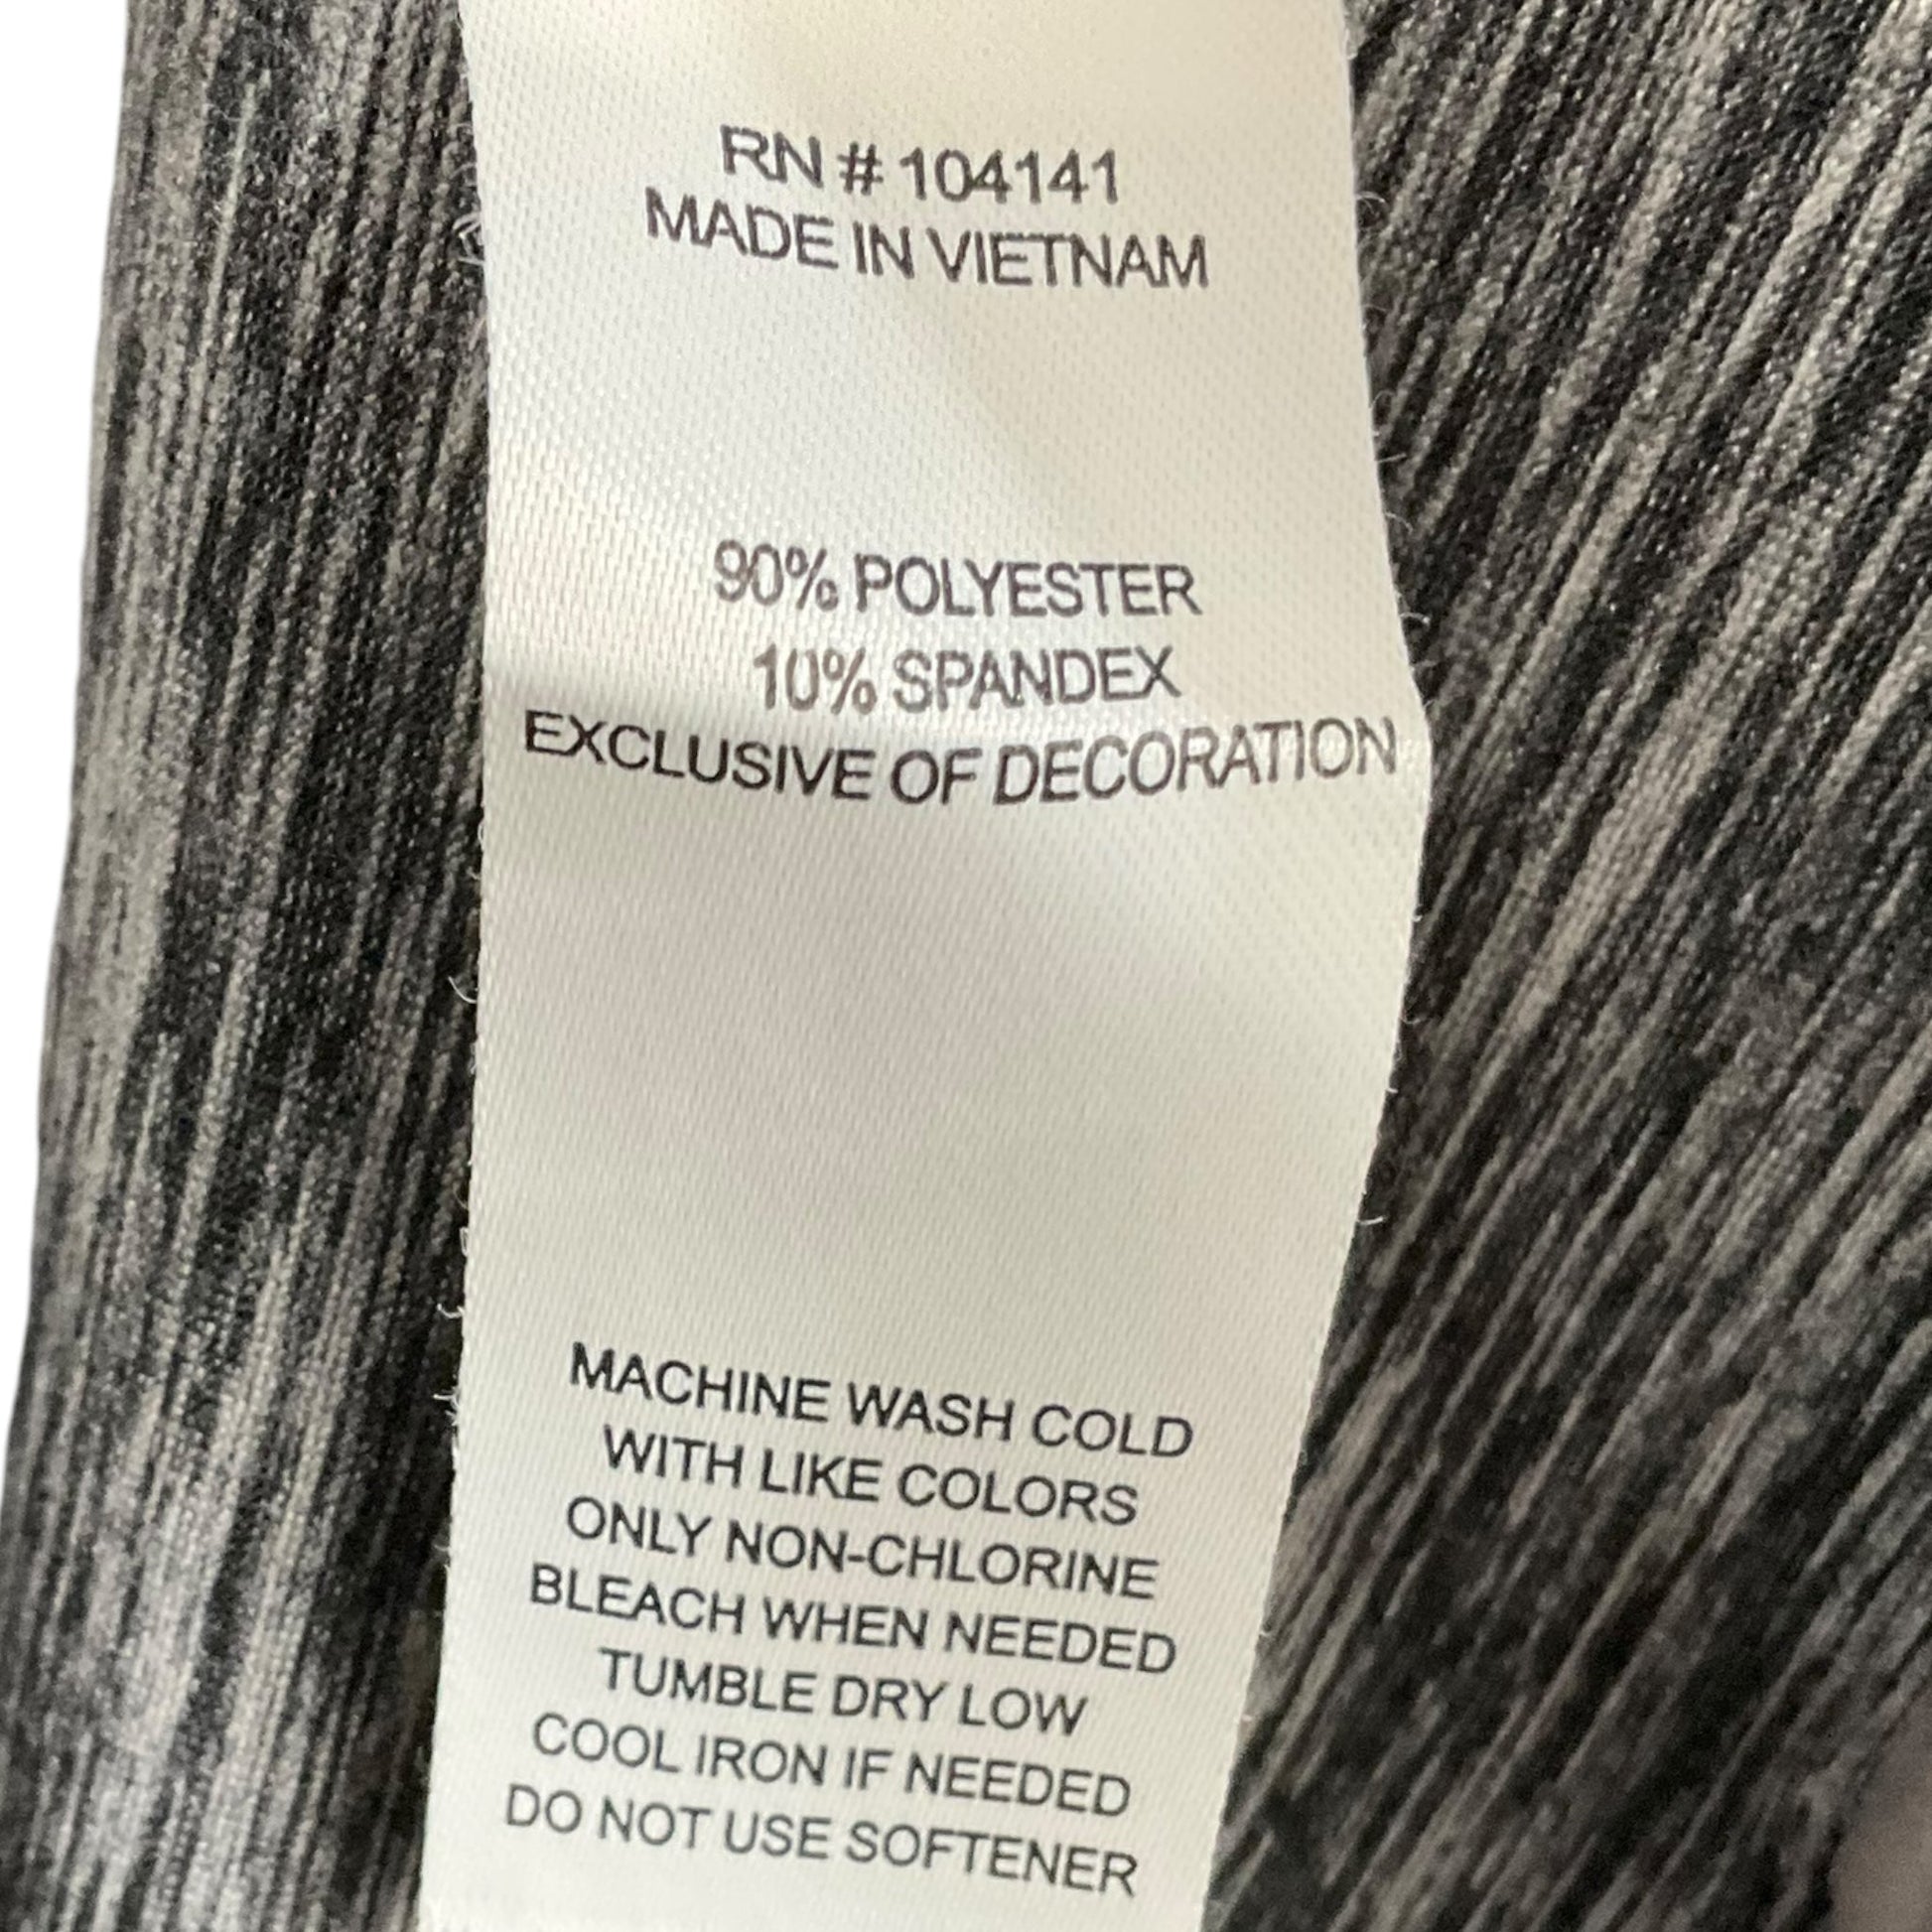 RN # 104141
MADE IN VIETNAM
90% POLYESTER
10% SPANDEX
EXCLUSIVE OF DECORATION
MACHINE WASH COLD
WITH LIKE COLORS
ONLY NON-CHLORINE
BLEACH WHEN NEEDED
TUMBLE DRY LOW
COOL IRON IF NEEDED
DO NOT USE SOFTENER